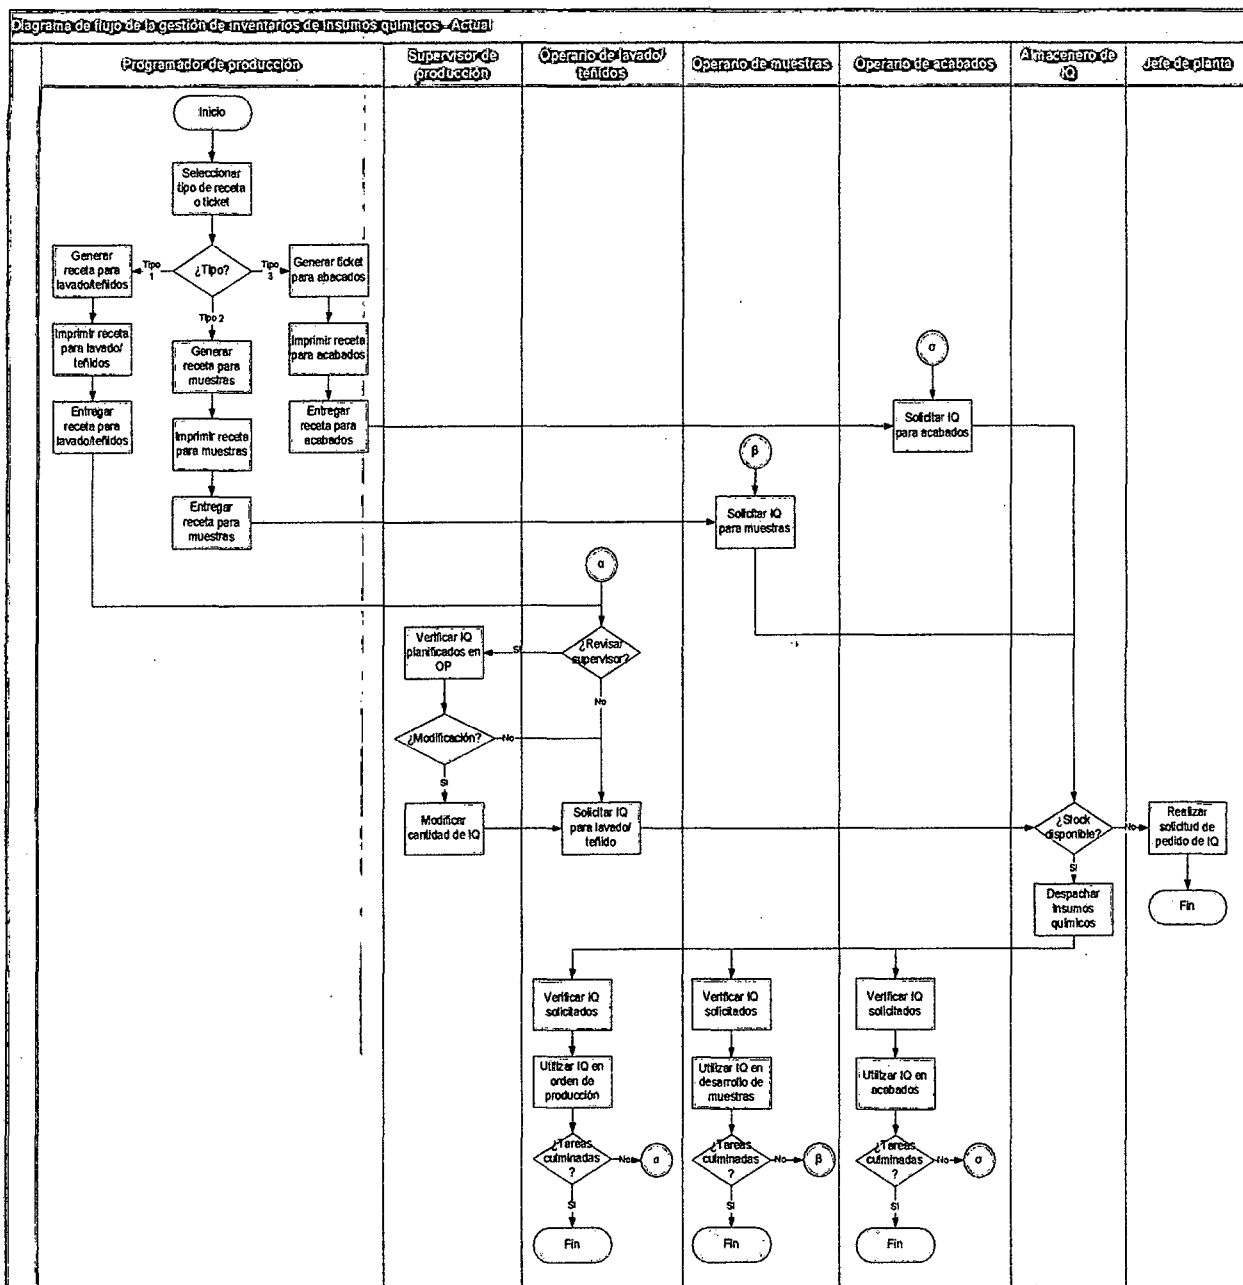 Diagrama de flujo de la gestión de inventarios de insumos químicos - Actual
Programador de producción
Supervisor de
producción
Operario de lavado/
teñidos
Operario de muestras
Operario de acabados
Almacenero de
IQ
Jefe de planta
Inicio
Seleccionar
tipo de receta
o ticket
¿Tipo?
Tipo
1
Tipo
3
Tipo 2
Generar
receta para
lavado/teñidos
Generar ticket
para abacados
Imprimir receta
para lavado/
teñidos
Generar
receta para
muestras
Imprimir receta
para acabados
Entregar
receta para
lavado/teñidos
Imprimir receta
para muestras
Entregar
receta para
acabados
Entregar
receta para
muestras
σ
Solicitar IQ
para acabados
β
Solicitar IQ
para muestras
α
¿Revisar
supervisor?
Si
No
Verificar IQ
planificados en
OP
¿Modificación?
No
Si
Modificar
cantidad de IQ
Solicitar IQ
para lavado/
teñido
¿Stock
disponible?
No
Si
Realizar
solicitud de
pedido de IQ
Fin
Despachar
insumos
químicos
Verificar IQ
solicitados
Verificar IQ
solicitados
Verificar IQ
solicitados
Utilizar IQ en
orden de
producción
Utilizar IQ en
desarrollo de
muestras
Utilizar IQ en
acabados
¿Tareas
culminadas
?
No
α
¿Tareas
culminadas
?
No
β
¿Tareas
culminadas
?
No
σ
Si
Si
Si
Fin
Fin
Fin